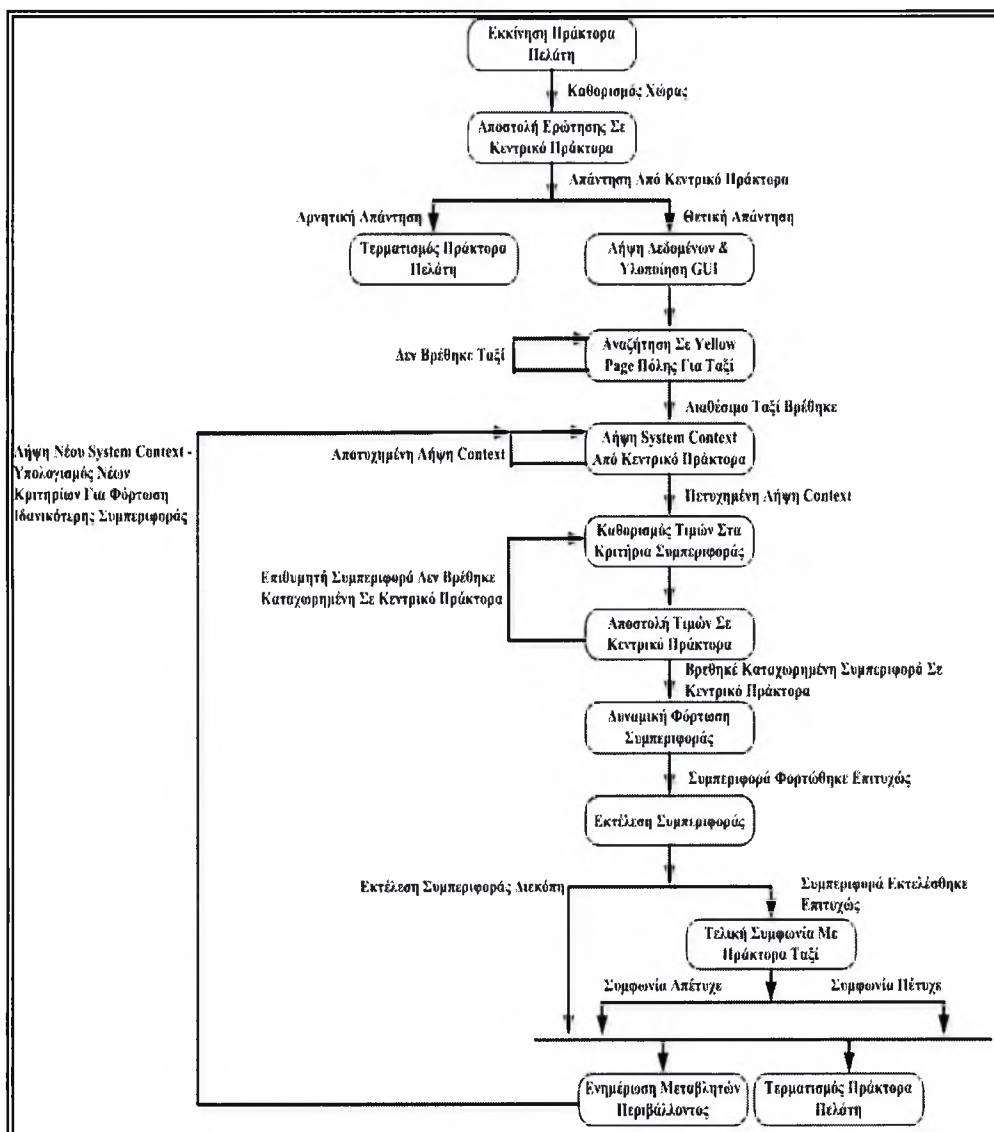 Εκκίνηση Πράκτορα
Πελάτη
Καθορισμός Χώρας
Αποστολή Ερώτησης Σε
Κεντρικό Πράκτορα
Απάντηση Από Κεντρικό Πράκτορα
Αρνητική Απάντηση
Θετική Απάντηση
Τερματισμός Πράκτορα
Πελάτη
Λήψη Δεδομένων &
Υλοποίηση GUI
Δεν Βρέθηκε Ταξί
Αναζήτηση Σε Yellow
Page Πόλης Για Ταξί
Διαθέσιμο Ταξί Βρέθηκε
Λήψη Νέου System Context -
Υπολογισμός Νέων
Κριτηρίων Για Φόρτωση
Ιδανικότερης Συμπεριφοράς
Αποτυχημένη Λήψη Context
Λήψη System Context
Από Κεντρικό Πράκτορα
Πετυχημένη Λήψη Context
Καθορισμός Τιμών Στα
Κριτήρια Συμπεριφοράς
Επιθυμητή Συμπεριφορά Δεν Βρέθηκε
Καταχωρημένη Σε Κεντρικό Πράκτορα
Αποστολή Τιμών Σε
Κεντρικό Πράκτορα
Βρεθηκέ Καταχωρημένη Συμπεριφορά Σε
Κεντρικό Πράκτορα
Δυναμική Φόρτωση
Συμπεριφοράς
Συμπεριφορά Φορτώθηκε Επιτυχώς
Εκτέλεση Συμπεριφοράς
Εκτέλεση Συμπεριφοράς Διεκόπη
Συμπεριφορά Εκτελέσθηκε
Επιτυχώς
Τελική Συμφωνία Με
Πράκτορα Ταξί
Συμφωνία Απέτυχε
Συμφωνία Πέτυχε
Ενημέρωση Μεταβλητών
Περιβάλλοντος
Τερματισμός Πράκτορα
Πελάτη